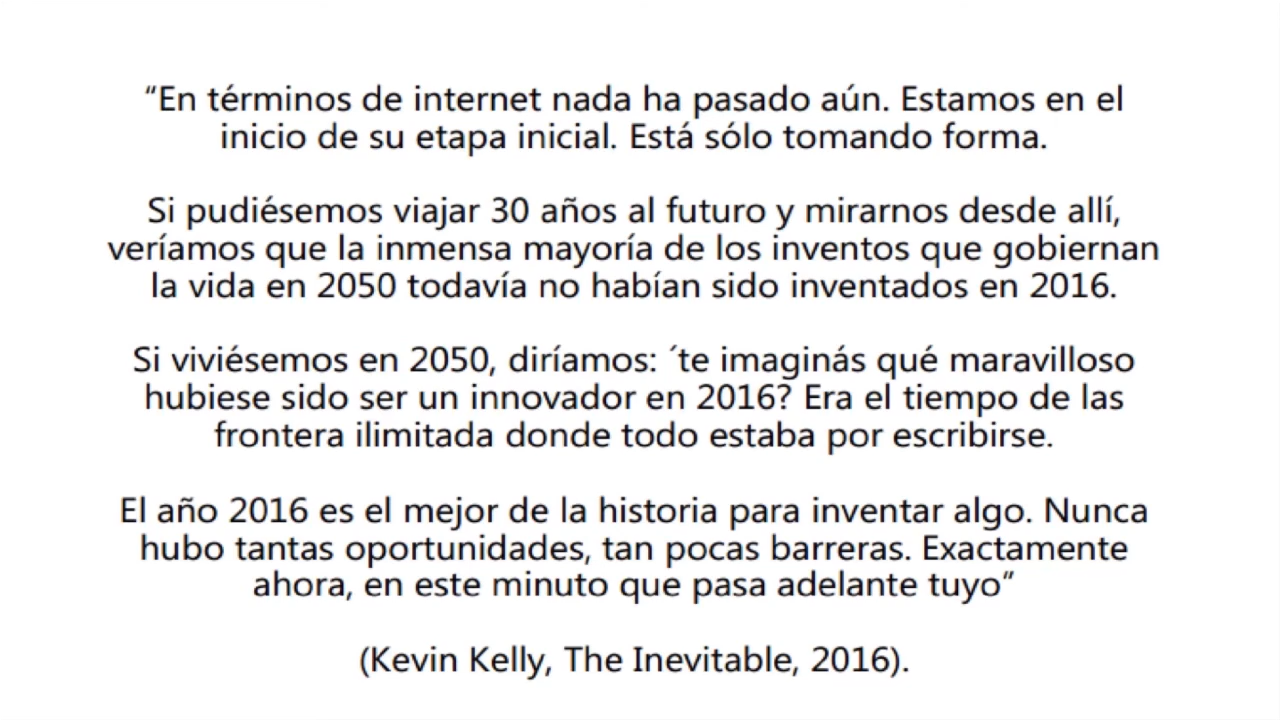 “En términos de internet nada ha pasado aún. Estamos en el
inicio de su etapa inicial. Está sólo tomando forma.
Si pudiésemos viajar 30 años al futuro y mirarnos desde allí,
veríamos que la inmensa mayoría de los inventos que gobiernan
la vida en 2050 todavía no habían sido inventados en 2016.
Si viviésemos en 2050, diríamos: ´te imaginás qué maravilloso
hubiese sido ser un innovador en 2016? Era el tiempo de las
frontera ilimitada donde todo estaba por escribirse.
El año 2016 es el mejor de la historia para inventar algo. Nunca
hubo tantas oportunidades, tan pocas barreras. Exactamente
ahora, en este minuto que pasa adelante tuyo”
(Kevin Kelly, The Inevitable, 2016).